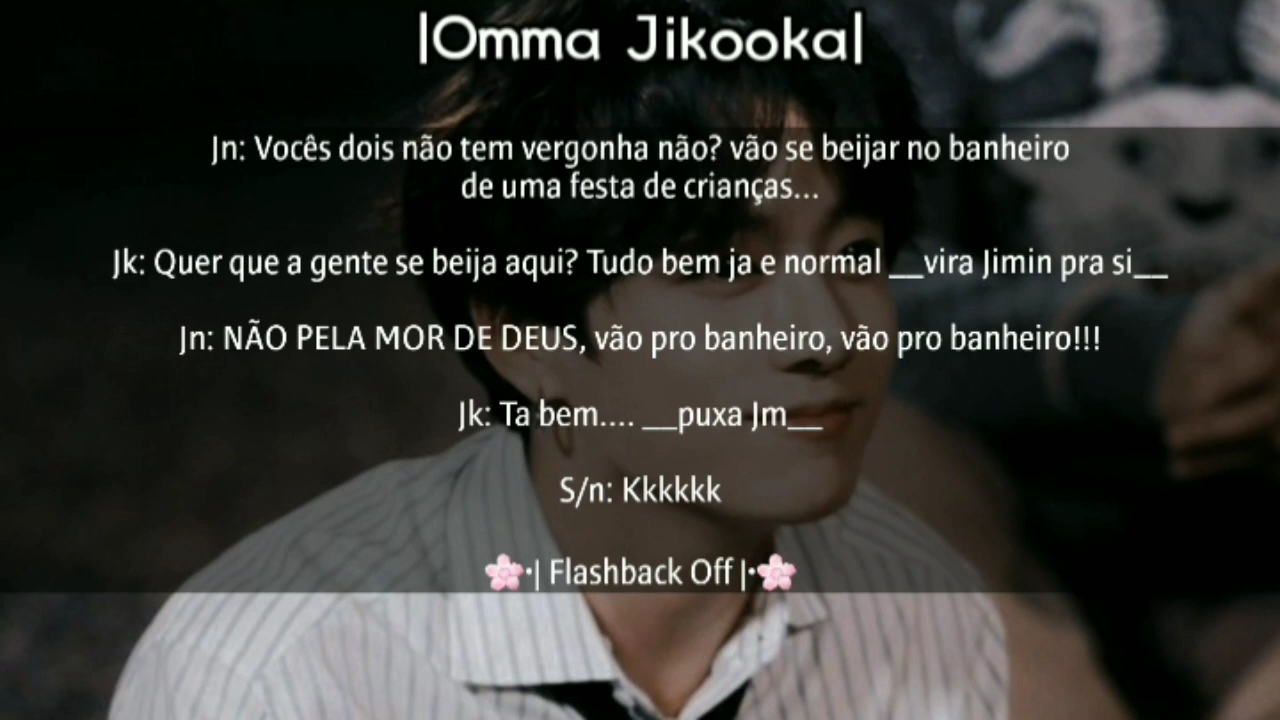 |Omma Jikooka|
Jn: Vocês dois não tem vergonha não? vão se beijar no banheiro
de uma festa de crianças...
Jk: Quer que a gente se beija aqui? Tudo bem ja e normal __vira Jimin pra si__
Jn: NÃO PELA MOR DE DEUS, vão pro banheiro, vão pro banheiro!!!
Jk: Ta bem.... __puxa Jm__
S/n: Kkkkkk
🌸•| Flashback Off |•🌸